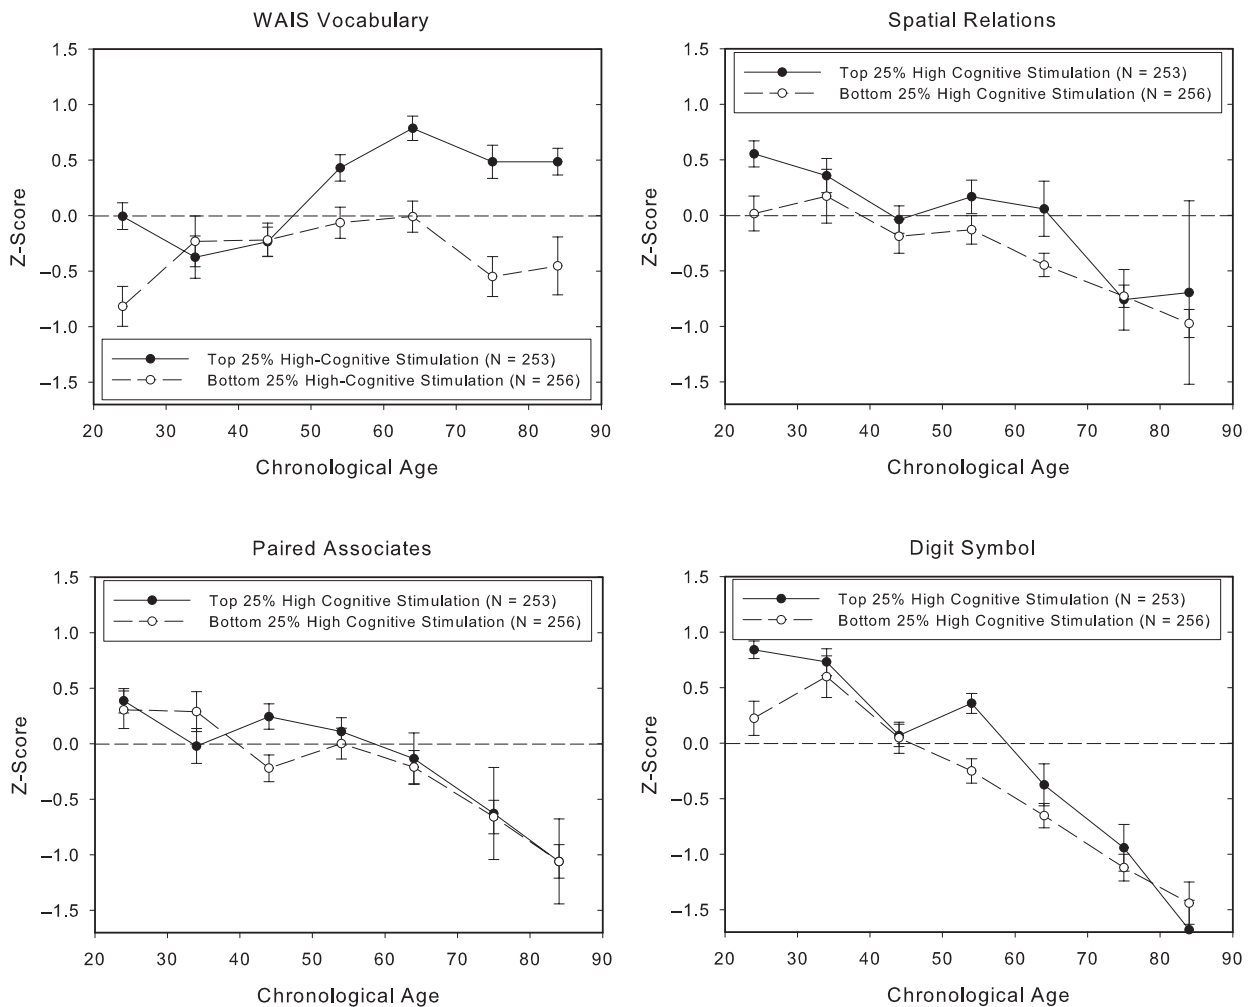 WAIS Vocabulary
1.5
1.0
0.5
0.0
–0.5
–1.0
–1.5
Z-Score
Top 25% High-Cognitive Stimulation (N = 253)
Bottom 25% High-Cognitive Stimulation (N = 256)
20 30 40 50 60 70 80 90
Chronological Age
Spatial Relations
1.5
1.0
0.5
0.0
–0.5
–1.0
–1.5
Z-Score
Top 25% High Cognitive Stimulation (N = 253)
Bottom 25% High Cognitive Stimulation (N = 256)
20 30 40 50 60 70 80 90
Chronological Age
Paired Associates
1.5
1.0
0.5
0.0
–0.5
–1.0
–1.5
Z-Score
Top 25% High Cognitive Stimulation (N = 253)
Bottom 25% High Cognitive Stimulation (N = 256)
20 30 40 50 60 70 80 90
Chronological Age
Digit Symbol
1.5
1.0
0.5
0.0
–0.5
–1.0
–1.5
Z-Score
Top 25% High Cognitive Stimulation (N = 253)
Bottom 25% High Cognitive Stimulation (N = 256)
20 30 40 50 60 70 80 90
Chronological Age